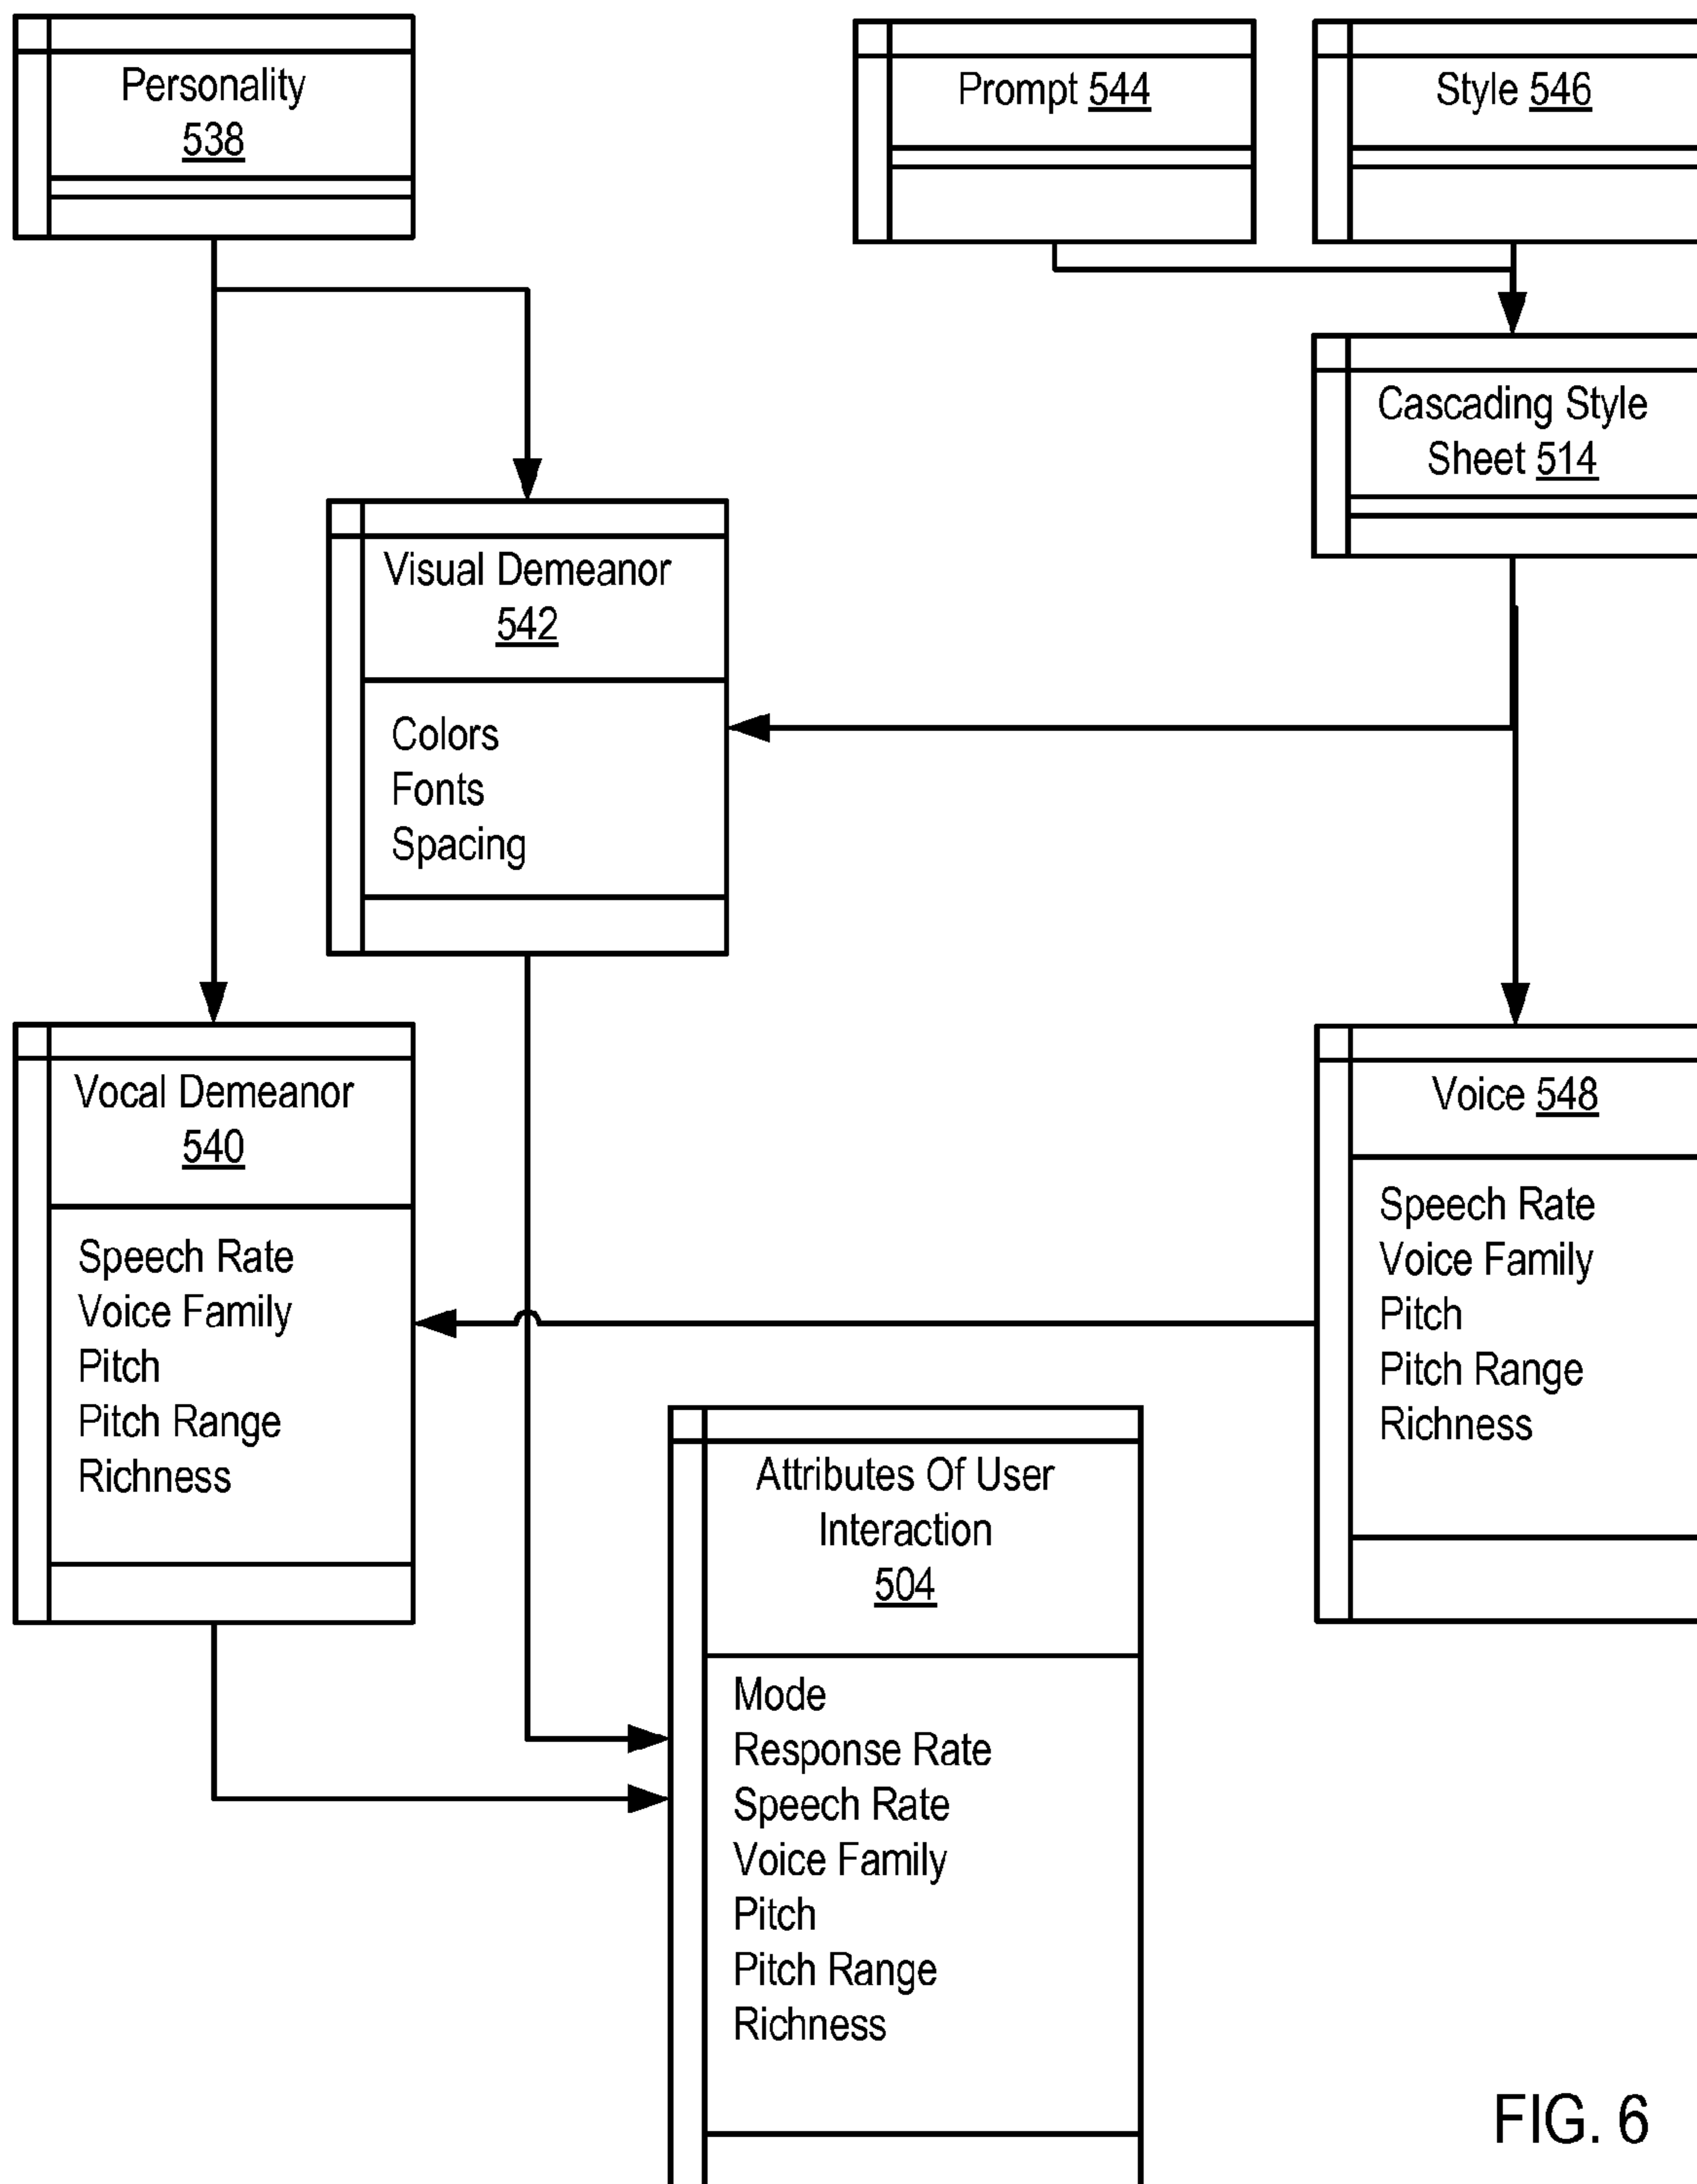 Personality
538
Prompt 544
Style 546
Cascading Style
Sheet 514
Visual Demeanor
542
Colors
Fonts
Spacing
Vocal Demeanor
540
Speech Rate
Voice Family
Pitch
Pitch Range
Richness
Voice 548
Speech Rate
Voice Family
Pitch
Pitch Range
Richness
Attributes Of User
Interaction
504
Mode
Response Rate
Speech Rate
Voice Family
Pitch
Pitch Range
Richness
FIG. 6